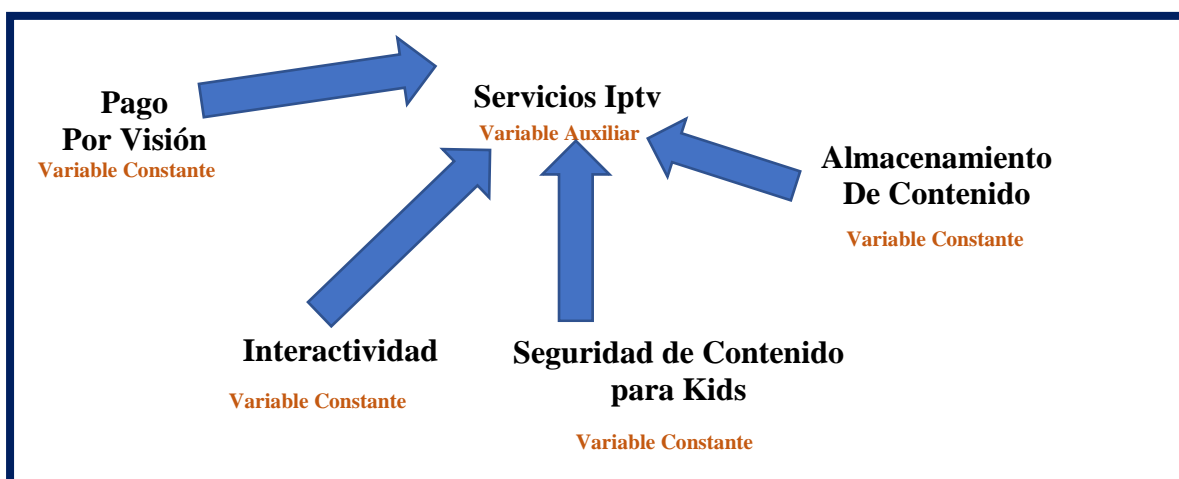 Pago
Por Visión
Variable Constante
Servicios Iptv
Variable Auxiliar
Almacenamiento
De Contenido
Variable Constante
Interactividad
Variable Constante
Seguridad de Contenido
para Kids
Variable Constante